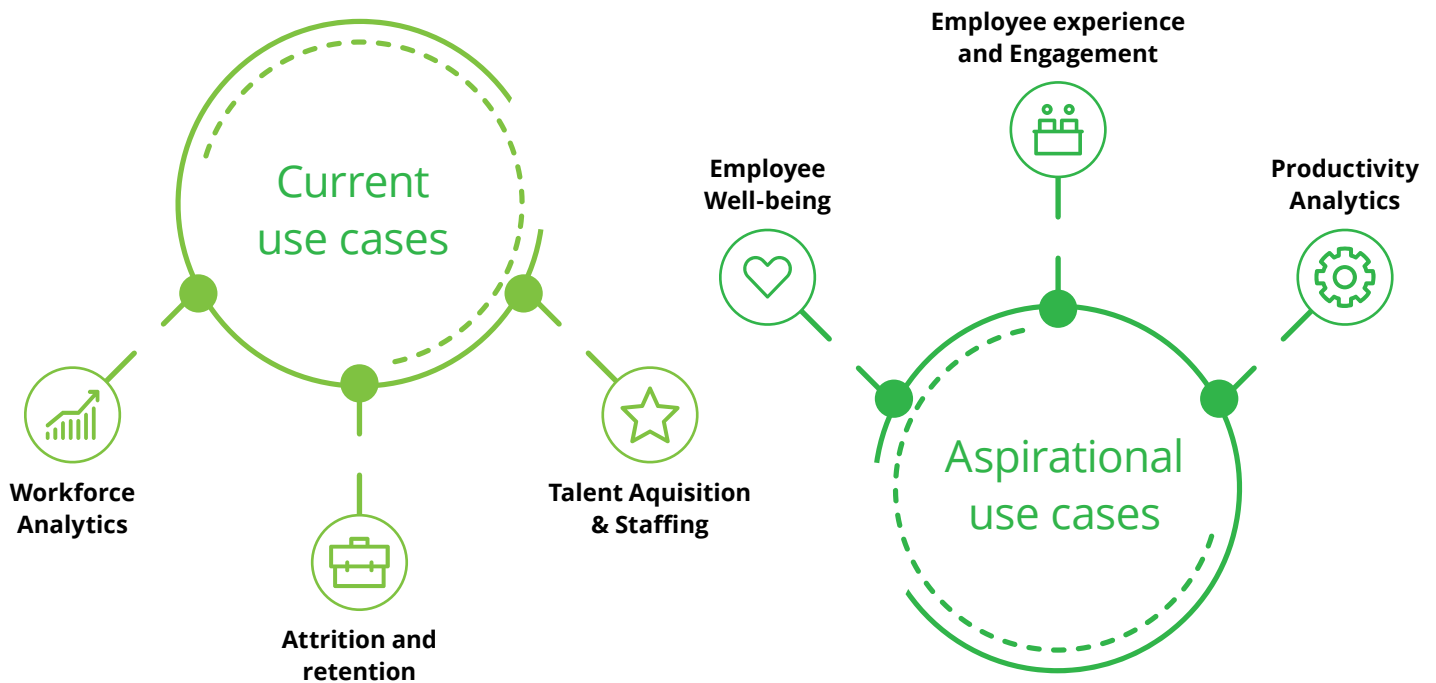 Current
use cases
Workforce
Analytics
Attrition and
retention
Talent Aquisition
& Staffing
Employee
Well-being
Employee experience
and Engagement
Productivity
Analytics
Aspirational
use cases